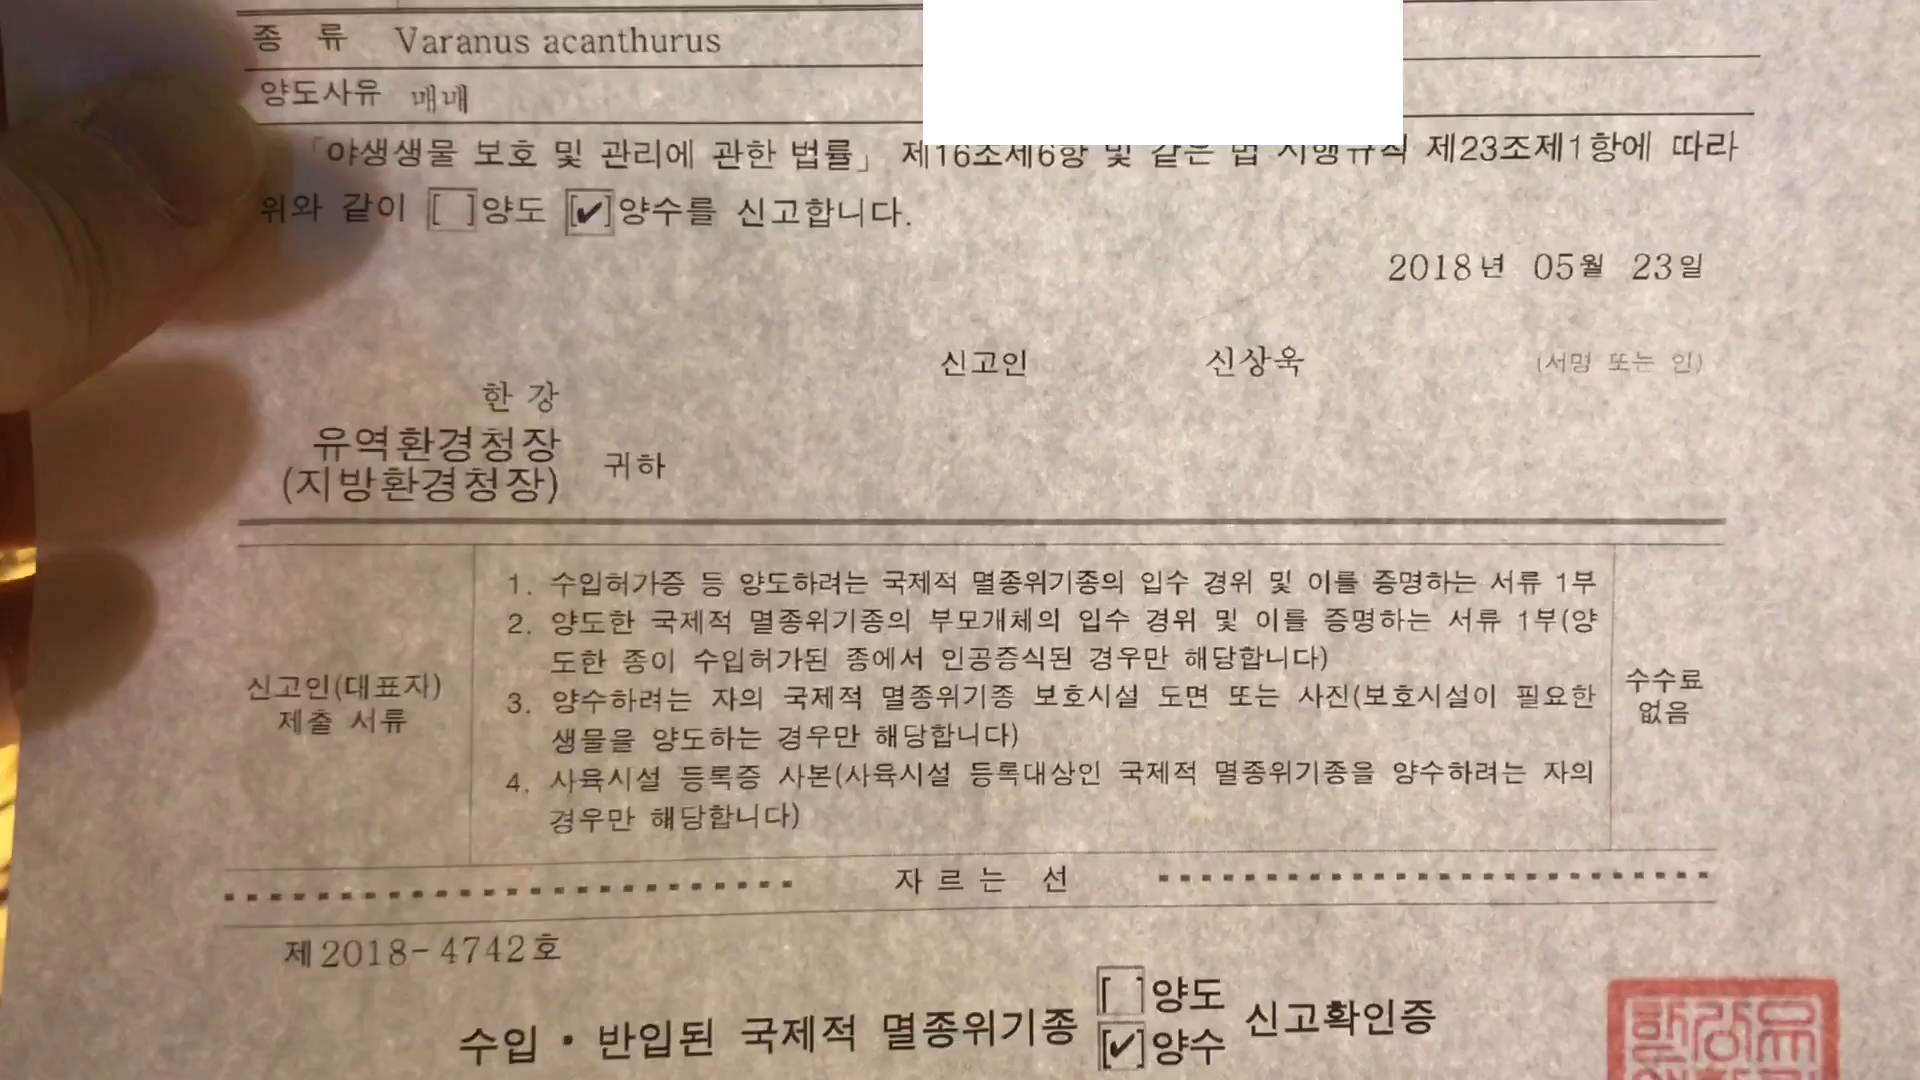 종 류 Varanus acanthurus
양도사유 매매
「야생생물 보호 및 관리에 관한 법률」 제16조제6항 및 같은 법 시행규칙 제23조제1항에 따라
위와 같이 [ ]양도 [✔]양수를 신고합니다.
2018년 05월 23일
신고인 신상욱 (서명 또는 인)
한 강
유역환경청장
(지방환경청장) 귀하
신고인(대표자)
제출 서류
1. 수입허가증 등 양도하려는 국제적 멸종위기종의 입수 경위 및 이를 증명하는 서류 1부
2. 양도한 국제적 멸종위기종의 부모개체의 입수 경위 및 이를 증명하는 서류 1부(양
도한 종이 수입허가된 종에서 인공증식된 경우만 해당합니다)
3. 양수하려는 자의 국제적 멸종위기종 보호시설 도면 또는 사진(보호시설이 필요한
생물을 양도하는 경우만 해당합니다)
4. 사육시설 등록증 사본(사육시설 등록대상인 국제적 멸종위기종을 양수하려는 자의
경우만 해당합니다)
수수료
없음
자 르 는 선
제2018-4742호
수입・반입된 국제적 멸종위기종 [ ]양도 [✔]양수 신고확인증